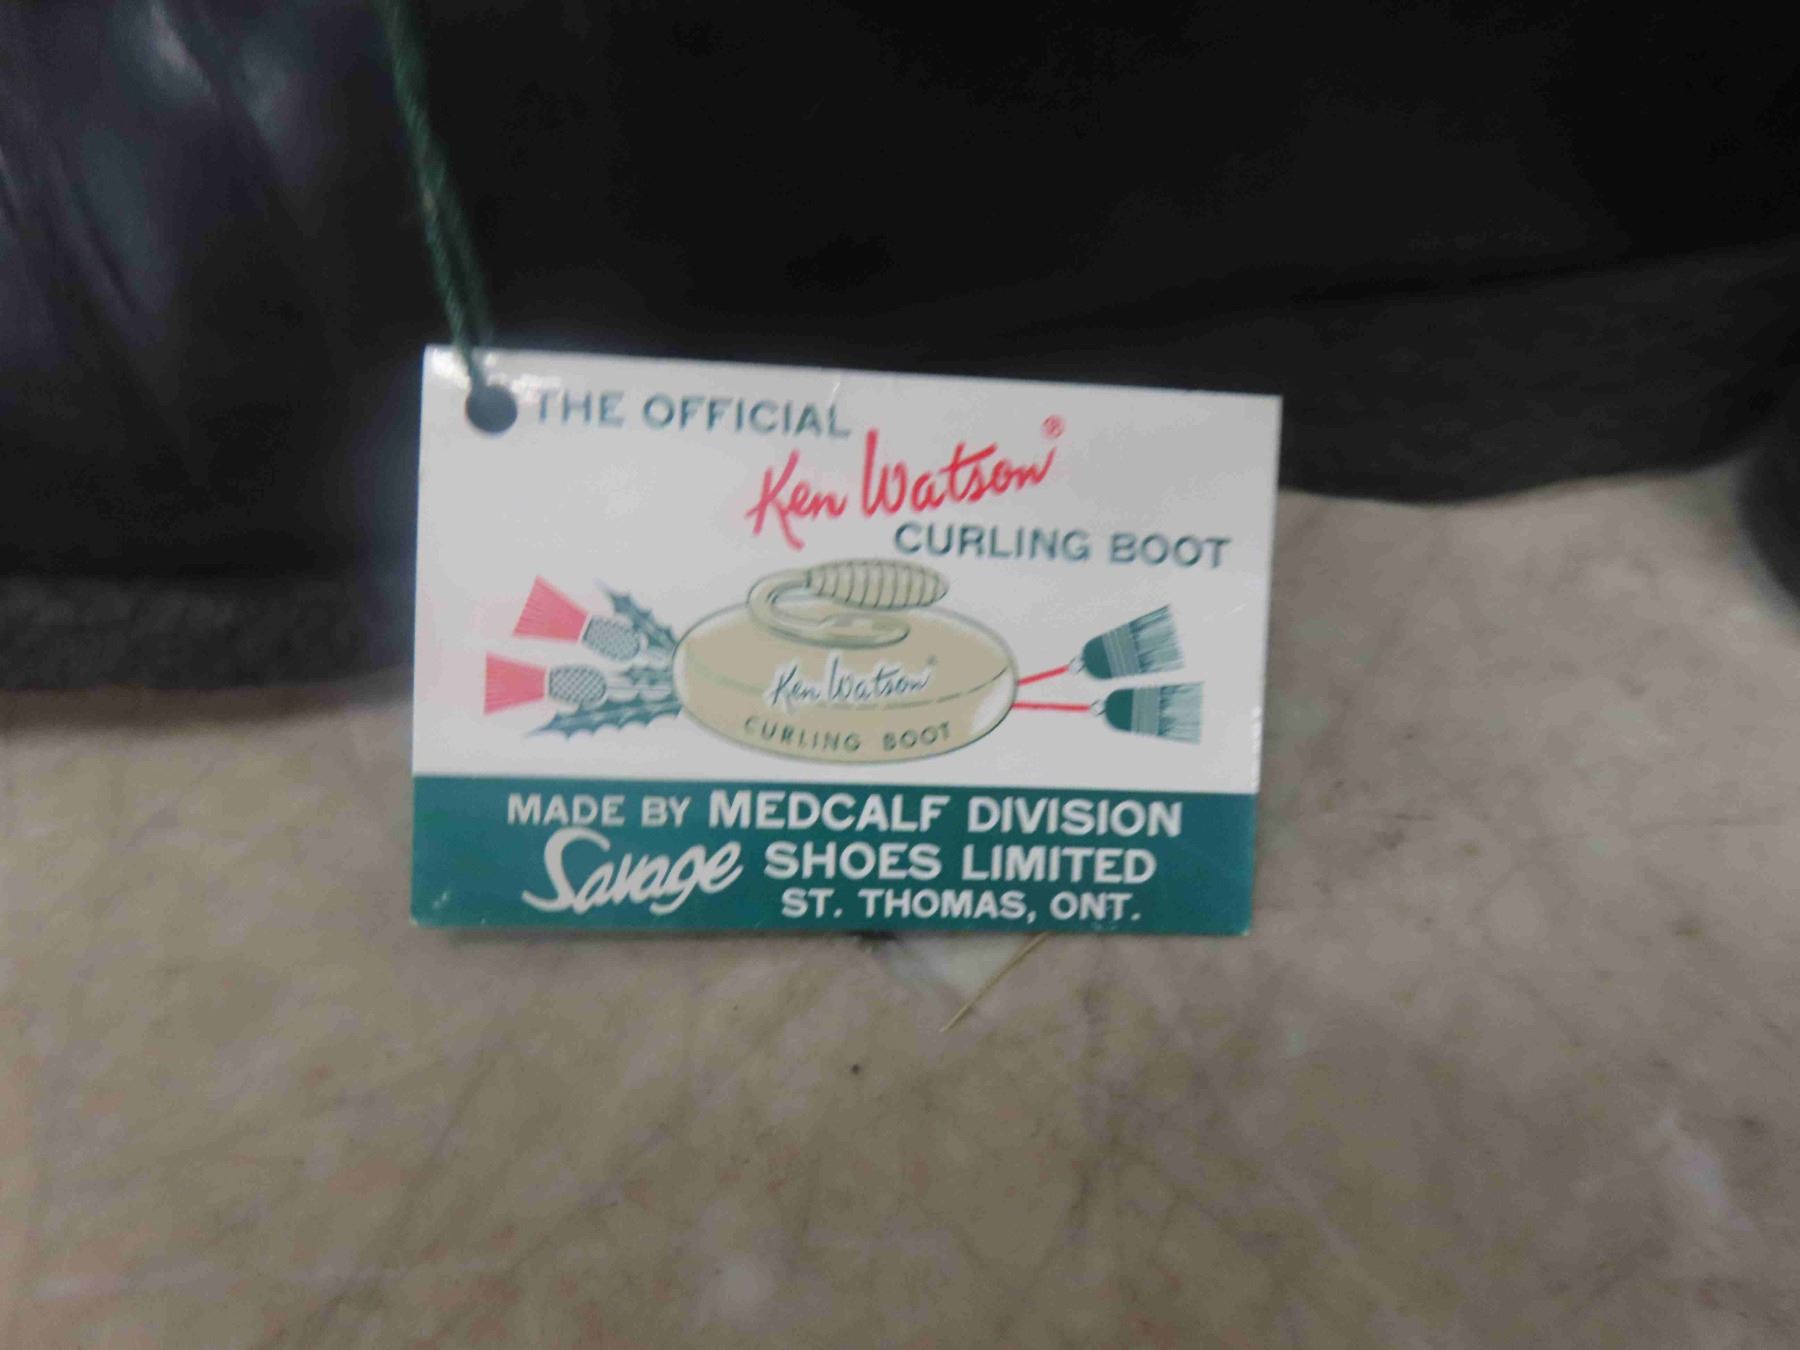 THE OFFICIAL
Ken Watson®
CURLING BOOT
Ken Watson
CURLING BOOT
MADE BY MEDCALF DIVISION
Savage SHOES LIMITED
ST. THOMAS, ONT.